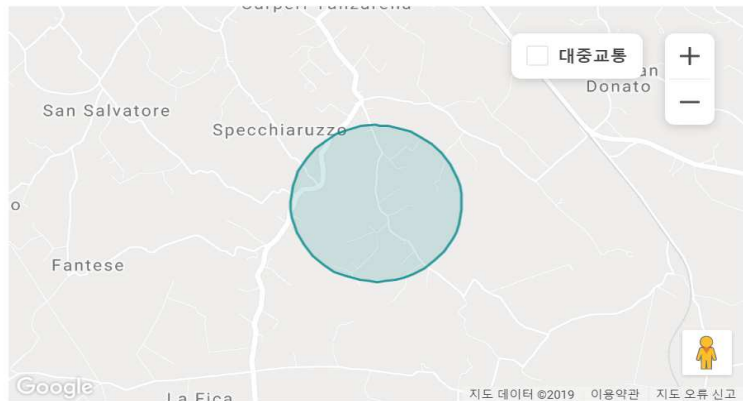 대중교통
+
an
Donato
−
San Salvatore
Specchiaruzzo
o
Fantese
La Fica
Google
지도 데이터 ©2019 이용약관 지도 오류 신고